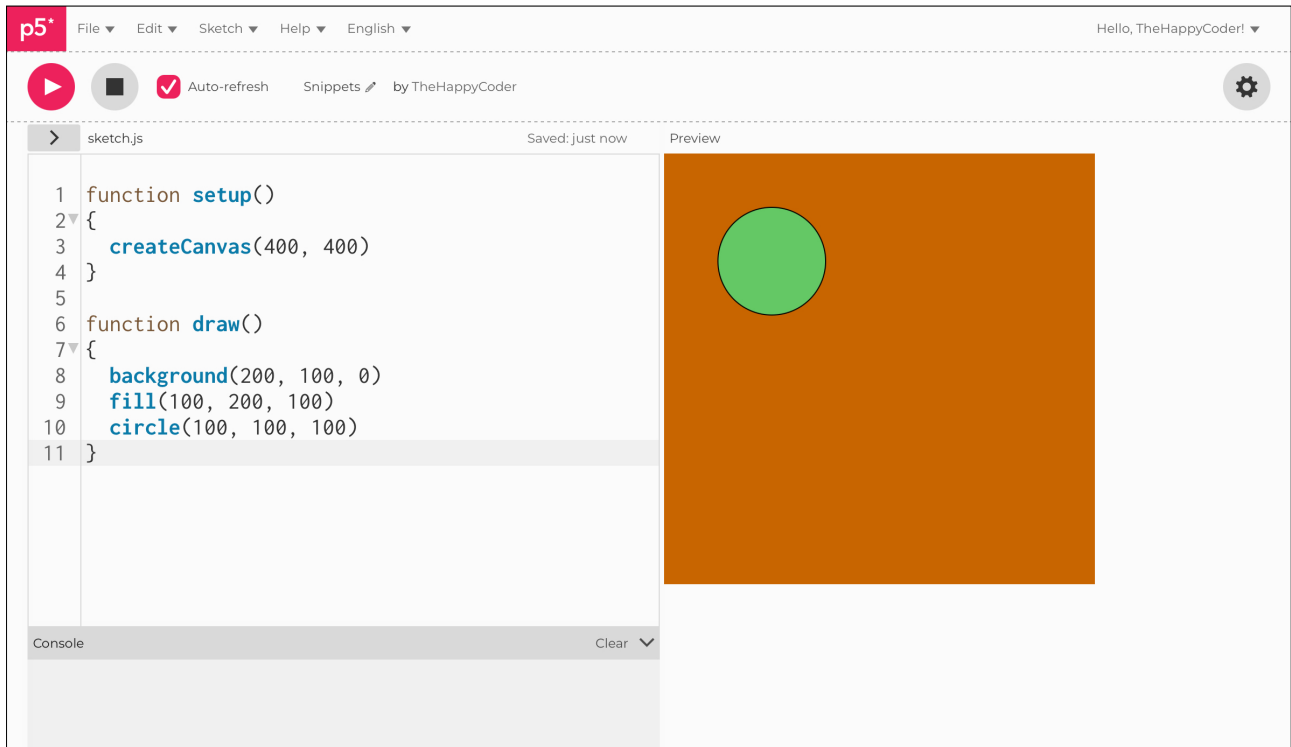 p5* File Edit Sketch Help English Hello, TheHappyCoder!
Auto-refresh Snippets by TheHappyCoder
sketch.js Saved: just now Preview
1 function setup()
2 {
3   createCanvas(400, 400)
4 }
5
6 function draw()
7 {
8   background(200, 100, 0)
9   fill(100, 200, 100)
10   circle(100, 100, 100)
11 }
Console Clear